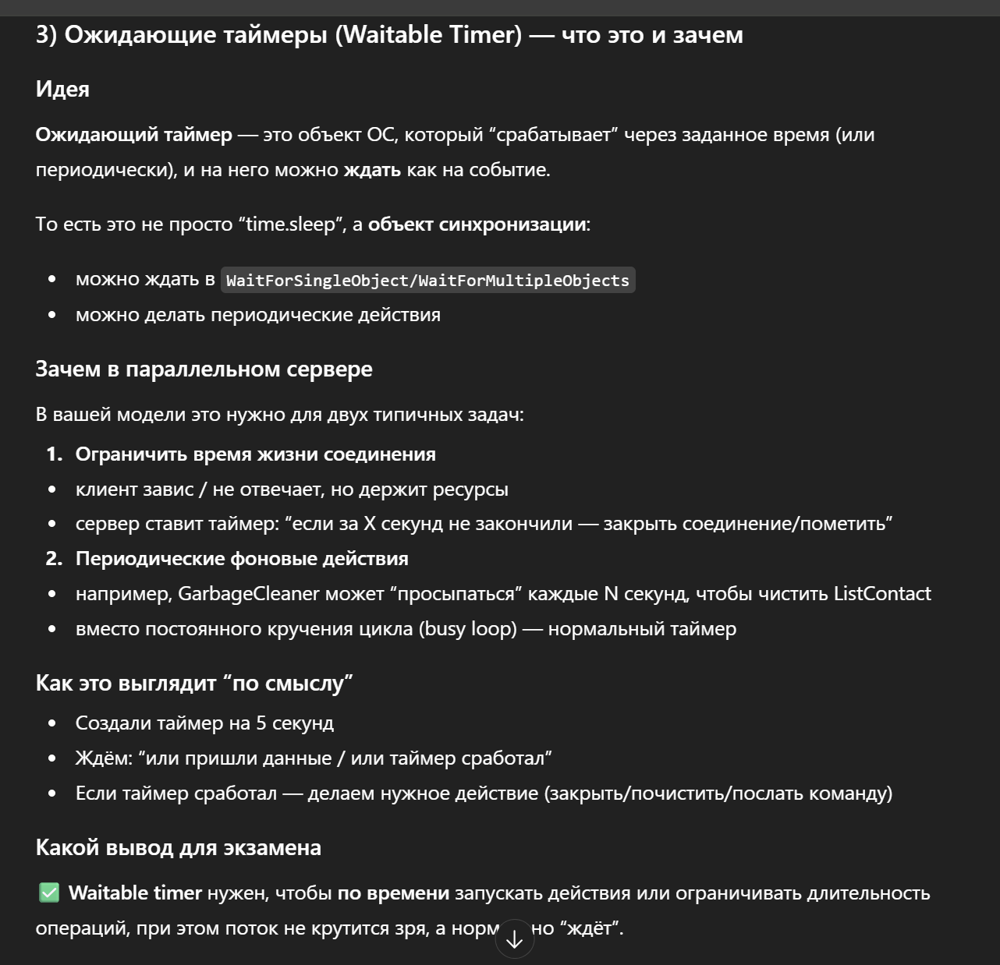 3) Ожидающие таймеры (Waitable Timer) — что это и зачем
Идея
Ожидающий таймер — это объект ОС, который “срабатывает” через заданное время (или
периодически), и на него можно ждать как на событие.
То есть это не просто “time.sleep”, а объект синхронизации:
• можно ждать в WaitForSingleObject/WaitForMultipleObjects
• можно делать периодические действия
Зачем в параллельном сервере
В вашей модели это нужно для двух типичных задач:
1. Ограничить время жизни соединения
• клиент завис / не отвечает, но держит ресурсы
• сервер ставит таймер: “если за X секунд не закончили — закрыть соединение/пометить”
2. Периодические фоновые действия
• например, GarbageCleaner может “просыпаться” каждые N секунд, чтобы чистить ListContact
• вместо постоянного кручения цикла (busy loop) — нормальный таймер
Как это выглядит “по смыслу”
• Создали таймер на 5 секунд
• Ждём: “или пришли данные / или таймер сработал”
• Если таймер сработал — делаем нужное действие (закрыть/почистить/послать команду)
Какой вывод для экзамена
✅ Waitable timer нужен, чтобы по времени запускать действия или ограничивать длительность
операций, при этом поток не крутится зря, а “ждёт”.